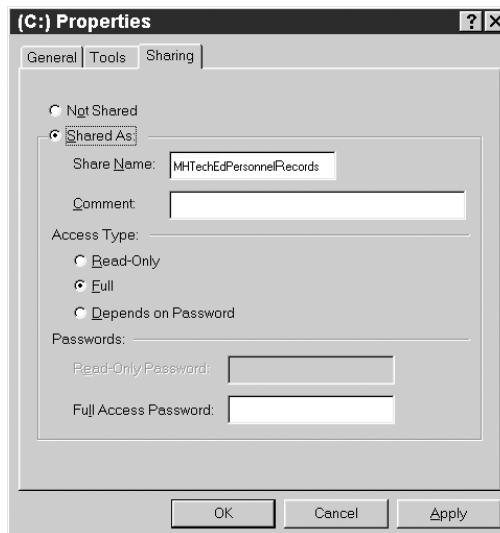 (C:) Properties
General Tools Sharing
Not Shared
Shared As:
Share Name: MHTechEdPersonnelRecords
Comment:
Access Type:
Read-Only
Full
Depends on Password
Passwords:
Read-Only Password:
Full Access Password:
OK Cancel Apply